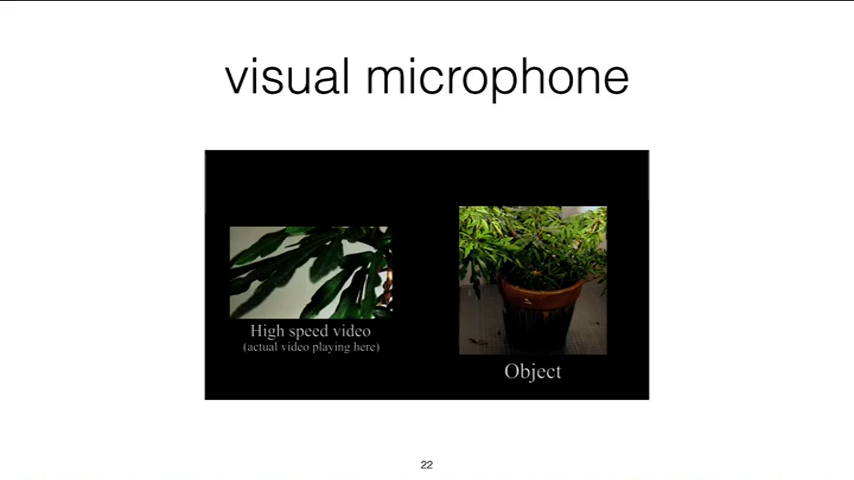 visual microphone
High speed video
(actual video playing here)
Object
22